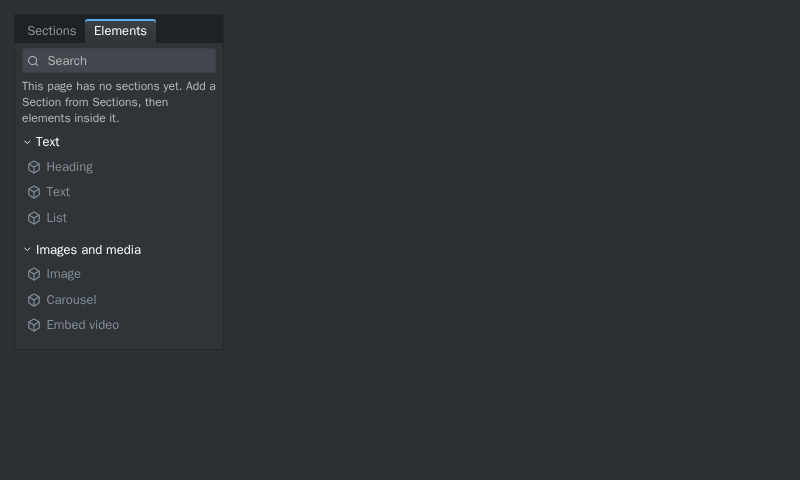 Sections Elements
Search
This page has no sections yet. Add a
Section from Sections, then
elements inside it.
Text
Heading
Text
List
Images and media
Image
Carousel
Embed video